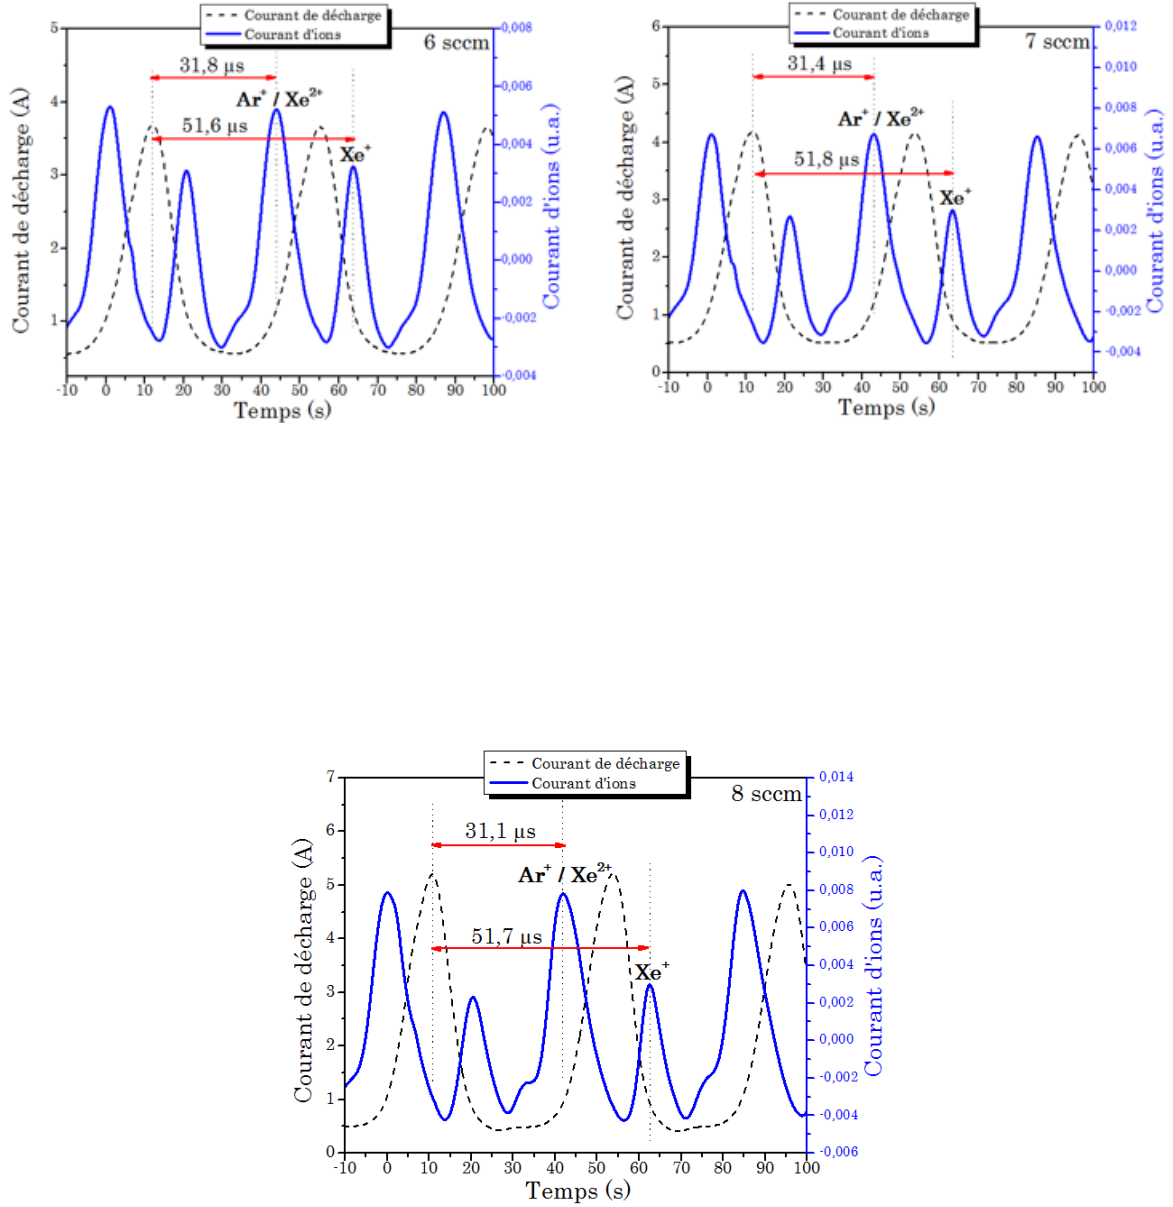 Courant de décharge
Courant d'ions
6 sccm
31,8 µs
Ar+ / Xe2+
51,6 µs
Xe+
Courant de décharge (A)
5
4
3
2
1
Courant d'ions (u.a.)
0,008
0,006
0,004
0,002
0,000
-0,002
-0,004
-10 0 10 20 30 40 50 60 70 80 90 100
Temps (s)
Courant de décharge
Courant d'ions
7 sccm
31,4 µs
Ar+ / Xe2+
51,8 µs
Xe+
Courant de décharge (A)
6
5
4
3
2
1
0
Courant d'ions (u.a.)
0,012
0,010
0,008
0,006
0,004
0,002
0,000
-0,002
-0,004
-10 0 10 20 30 40 50 60 70 80 90 100
Temps (s)
Courant de décharge
Courant d'ions
8 sccm
31,1 µs
Ar+ / Xe2+
51,7 µs
Xe+
Courant de décharge (A)
7
6
5
4
3
2
1
0
Courant d'ions (u.a.)
0,014
0,012
0,010
0,008
0,006
0,004
0,002
0,000
-0,002
-0,004
-0,006
-10 0 10 20 30 40 50 60 70 80 90 100
Temps (s)